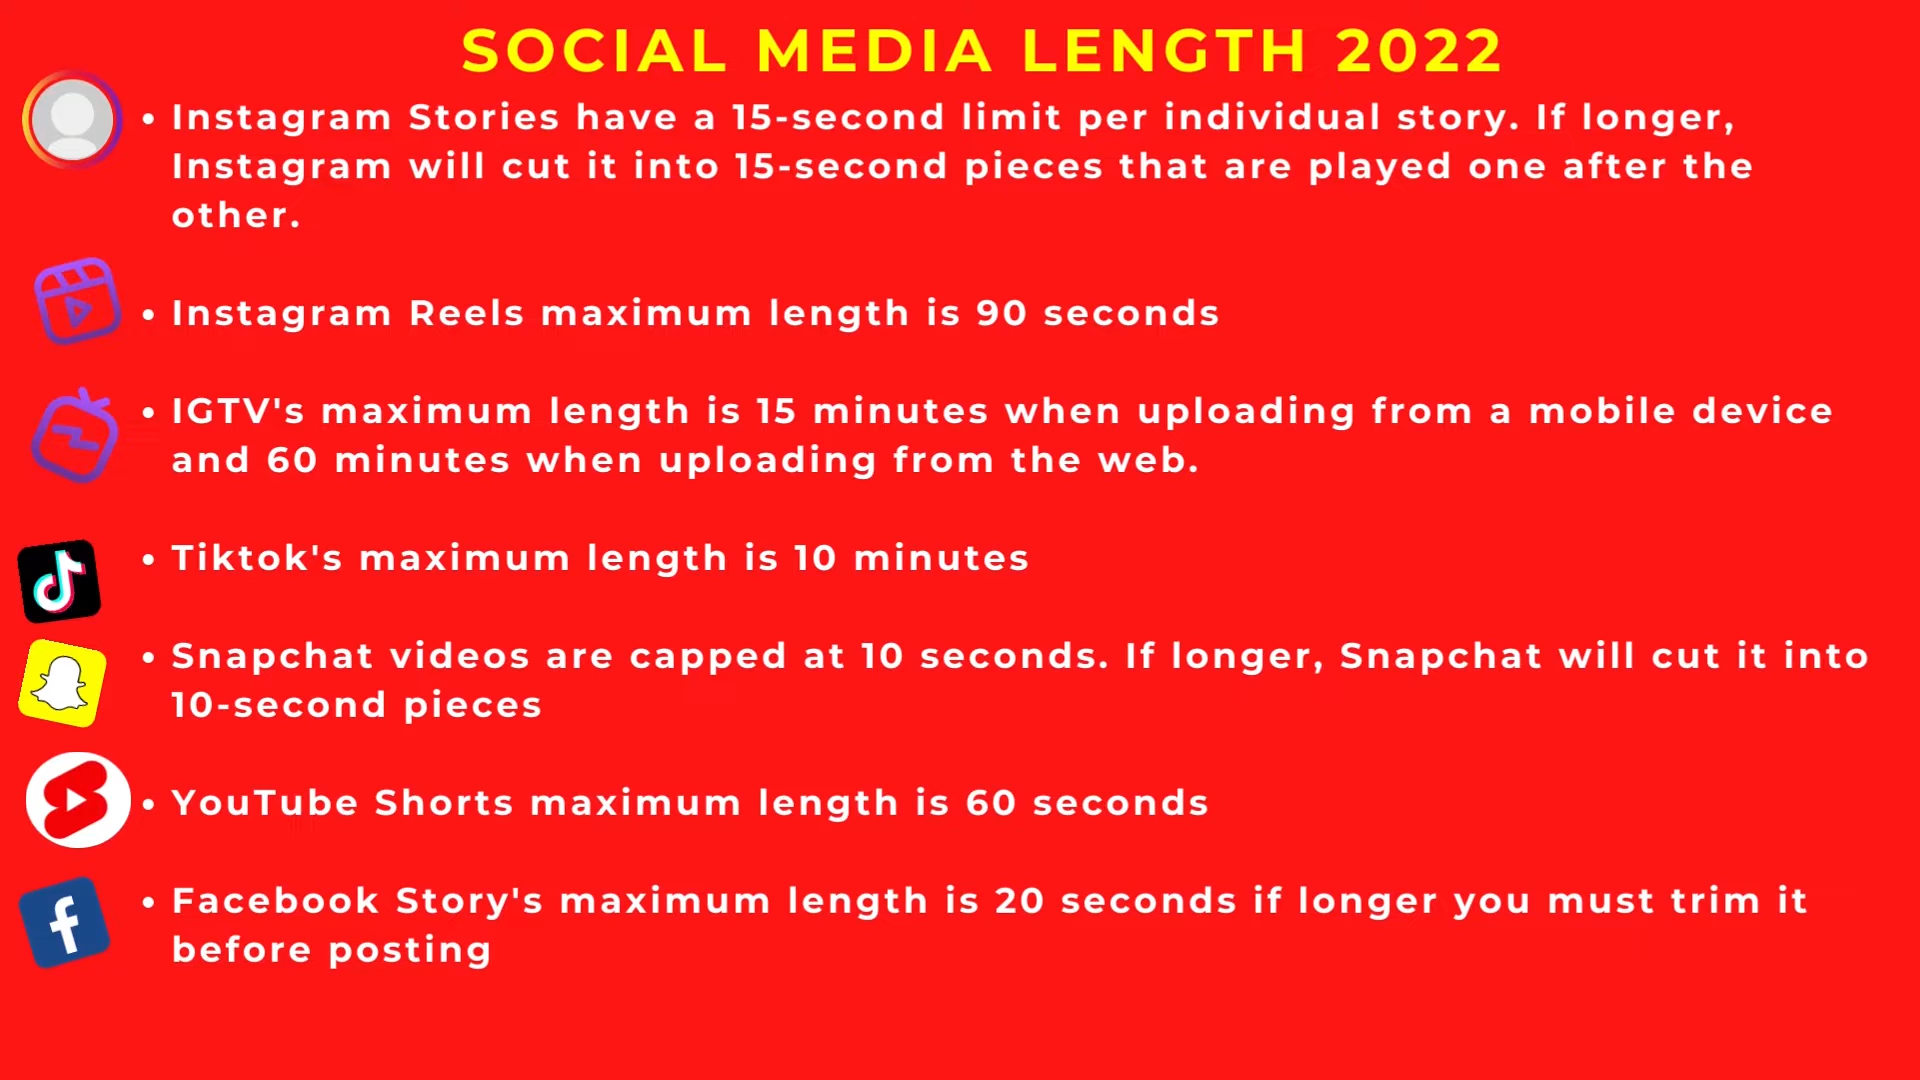 SOCIAL MEDIA LENGTH 2022
• Instagram Stories have a 15-second limit per individual story. If longer,
Instagram will cut it into 15-second pieces that are played one after the
other.
• Instagram Reels maximum length is 90 seconds
• IGTV's maximum length is 15 minutes when uploading from a mobile device
and 60 minutes when uploading from the web.
• Tiktok's maximum length is 10 minutes
• Snapchat videos are capped at 10 seconds. If longer, Snapchat will cut it into
10-second pieces
• YouTube Shorts maximum length is 60 seconds
• Facebook Story's maximum length is 20 seconds if longer you must trim it
before posting